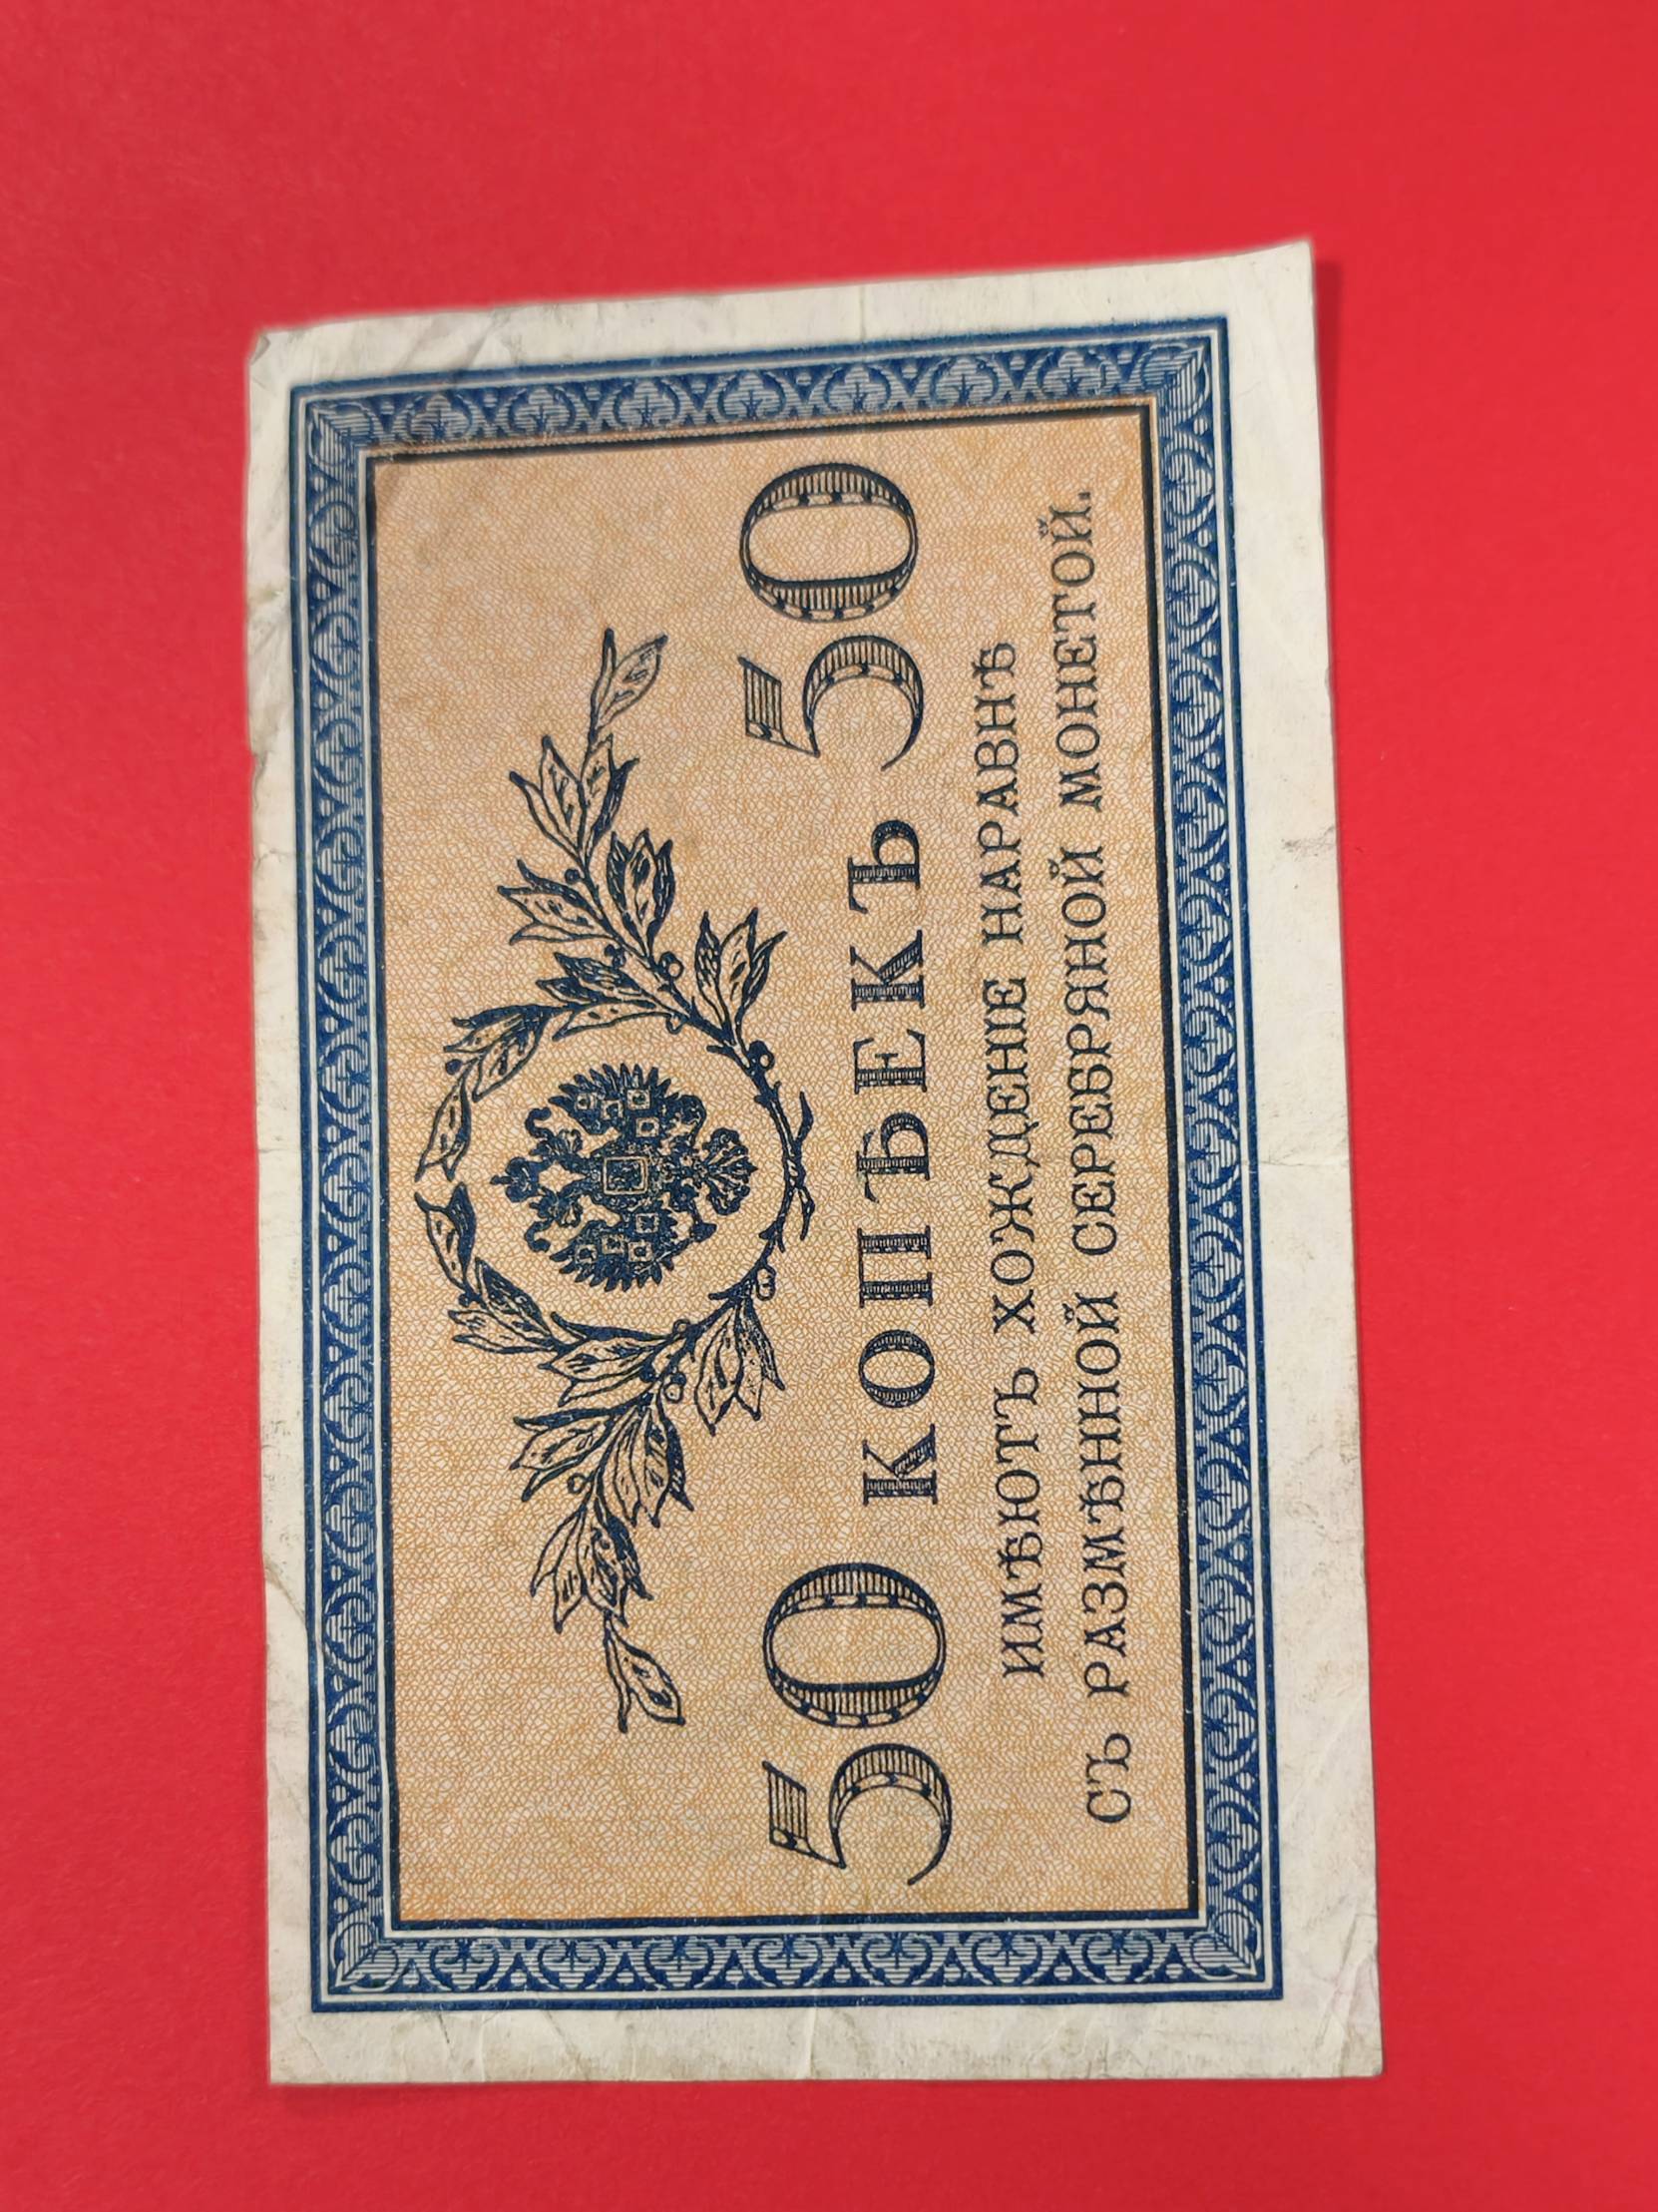 50 КОПѢЕКЪ 50
ИМѢЮТЪ ХОЖДЕНІЕ НАРАВНѢ
СЪ РАЗМѢННОЙ СЕРЕБРЯНОЙ МОНЕТОЙ.